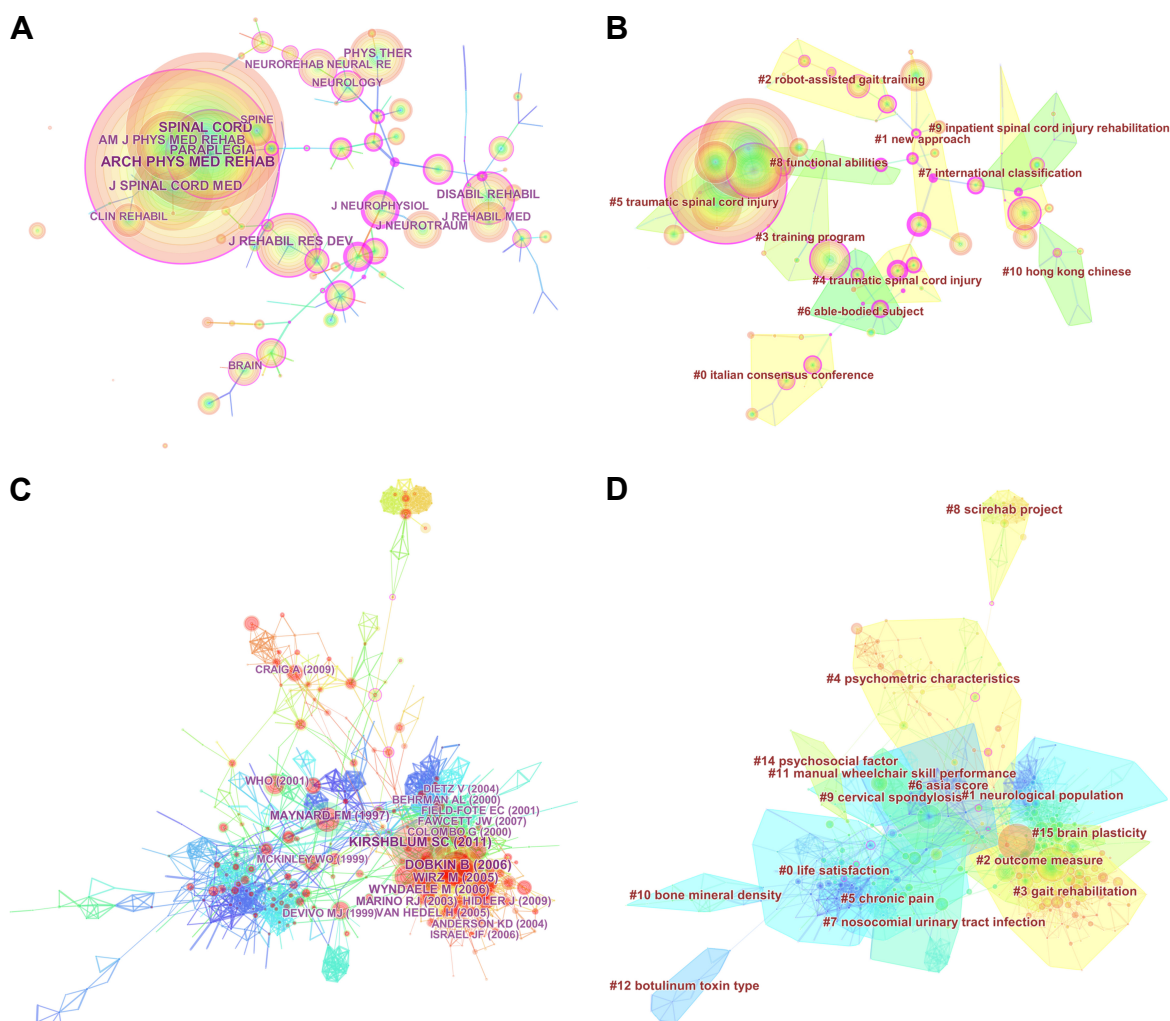 A
PHYS THER
NEUROREHAB NEURAL RE
NEUROLOGY
SPINE
SPINAL CORD
AM J PHYS MED REHAB
PARAPLEGIA
ARCH PHYS MED REHAB
J SPINAL CORD MED
DISABIL REHABIL
CLIN REHABIL
J NEUROPHYSIOL
J REHABIL MED
J NEUROTRAUM
J REHABIL RES DEV
BRAIN
B
#2 robot-assisted gait training
#9 inpatient spinal cord injury rehabilitation
#1 new approach
#8 functional abilities
#7 international classification
#5 traumatic spinal cord injury
#3 training program
#10 hong kong chinese
#4 traumatic spinal cord injury
#6 able-bodied subject
#0 italian consensus conference
C
CRAIG A (2009)
WHO (2001)
DIETZ V (2004)
BEHRMAN AL (2000)
FIELD-FOTE EC (2001)
MAYNARD FM (1997)
FAWCETT JW (2007)
COLOMBO G (2000)
KIRSHBLUM SC (2011)
MCKINLEY WO (1999)
DOBKIN B (2006)
WIRZ M (2005)
WYNDAELE M (2006)
MARINO RJ (2003)
HIDLER J (2009)
DEVIVO MJ (1999)
VAN HEDEL H (2005)
ANDERSON KD (2004)
ISRAEL JF (2006)
D
#8 scirehab project
#4 psychometric characteristics
#14 psychosocial factor
#11 manual wheelchair skill performance
#6 asia score
#9 cervical spondylosis
#1 neurological population
#15 brain plasticity
#2 outcome measure
#0 life satisfaction
#3 gait rehabilitation
#10 bone mineral density
#5 chronic pain
#7 nosocomial urinary tract infection
#12 botulinum toxin type